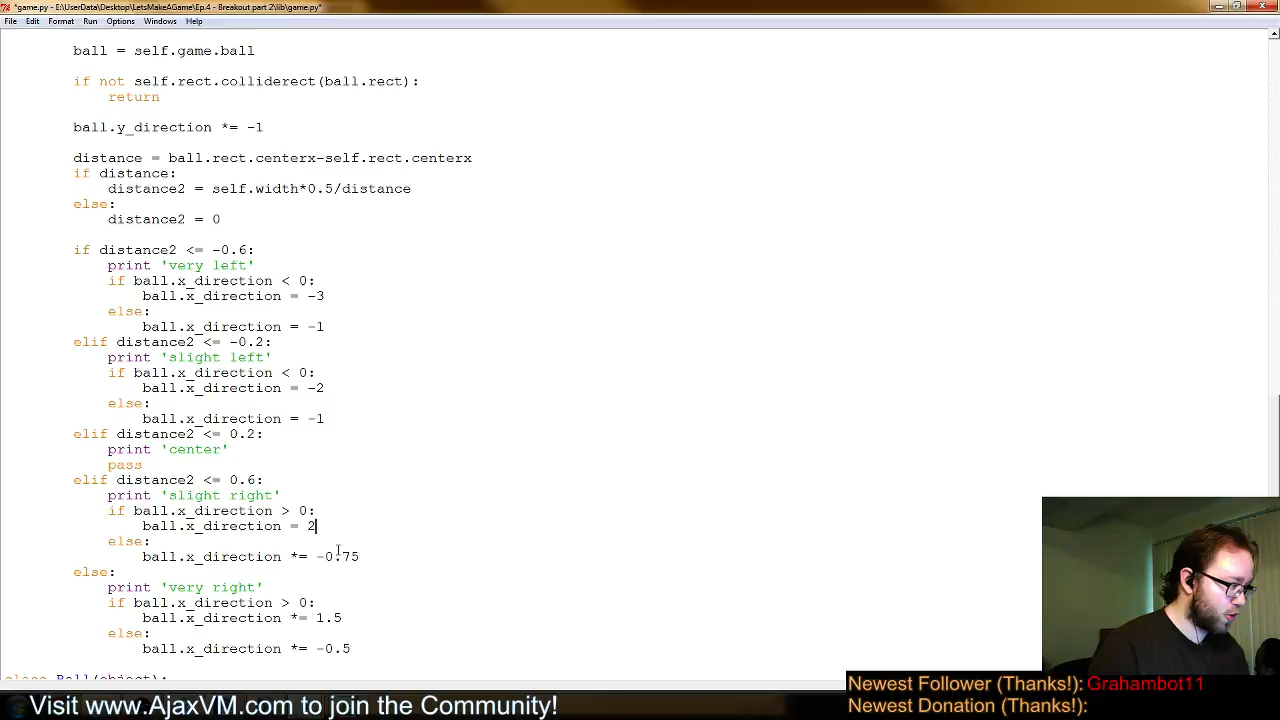 *game.py - E:\UserData\Desktop\LetsMakeAGame\Ep.4 - Breakout part 2\lib\game.py*
File Edit Format Run Options Windows Help
ball = self.game.ball
if not self.rect.colliderect(ball.rect):
return
ball.y_direction *= -1
distance = ball.rect.centerx-self.rect.centerx
if distance:
distance2 = self.width*0.5/distance
else:
distance2 = 0
if distance2 <= -0.6:
print 'very left'
if ball.x_direction < 0:
ball.x_direction = -3
else:
ball.x_direction = -1
elif distance2 <= -0.2:
print 'slight left'
if ball.x_direction < 0:
ball.x_direction = -2
else:
ball.x_direction = -1
elif distance2 <= 0.2:
print 'center'
pass
elif distance2 <= 0.6:
print 'slight right'
if ball.x_direction > 0:
ball.x_direction = 2
else:
ball.x_direction *= -0.75
else:
print 'very right'
if ball.x_direction > 0:
ball.x_direction *= 1.5
else:
ball.x_direction *= -0.5
class Ball(object):
Visit www.AjaxVM.com to join the Community!
Newest Follower (Thanks!): Grahambot11
Newest Donation (Thanks!):